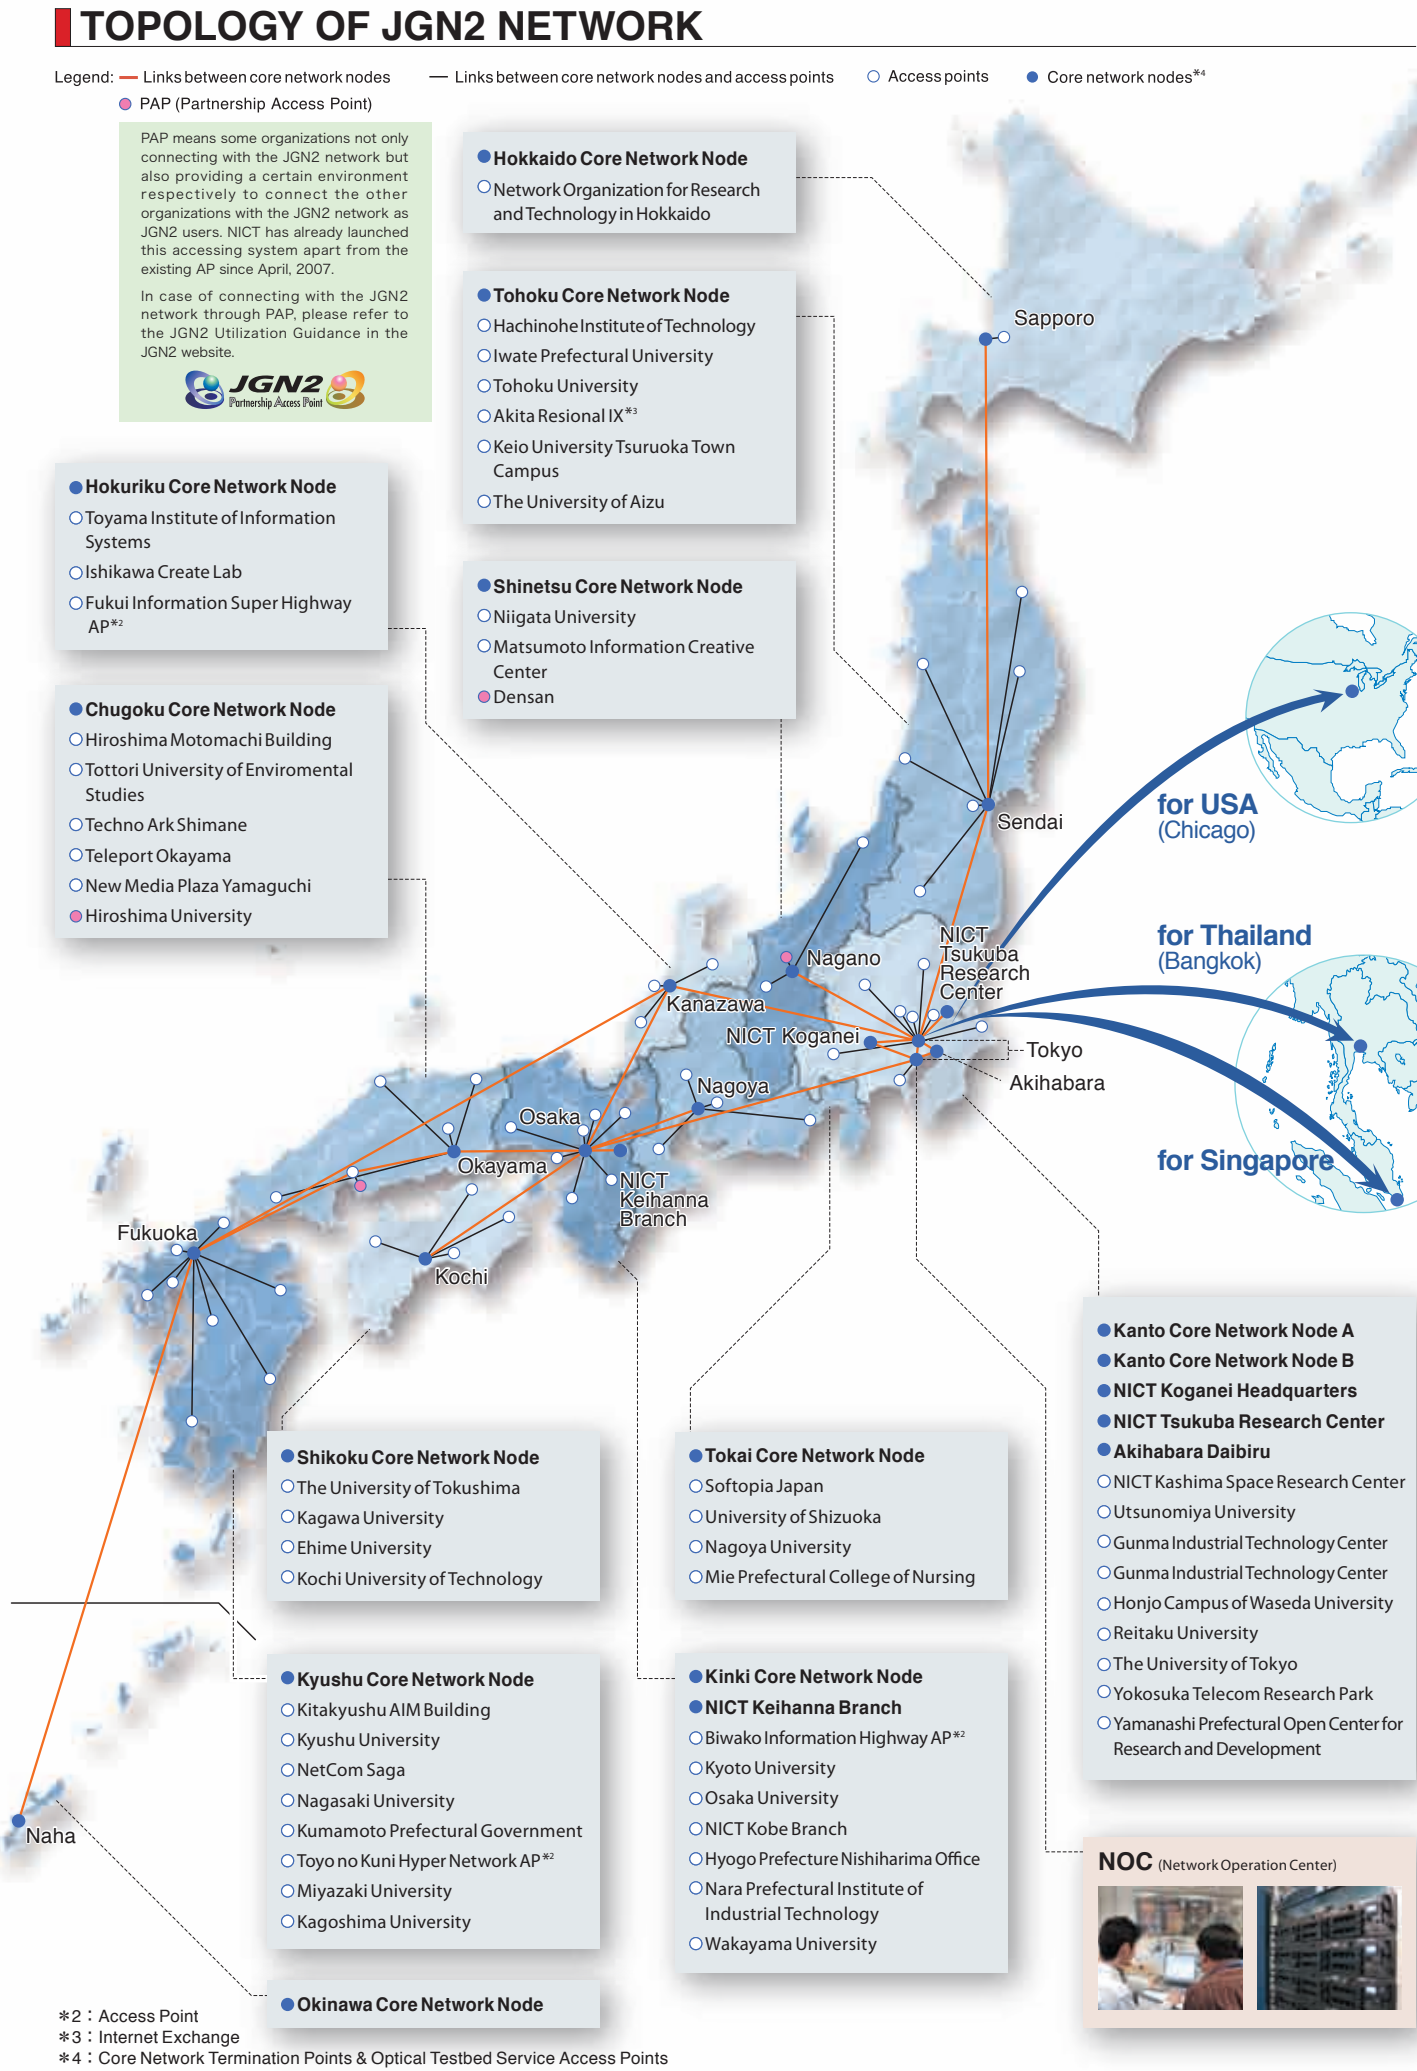 TOPOLOGY OF JGN2 NETWORK
Legend: Links between core network nodes Links between core network nodes and access points Access points Core network nodes*4
PAP (Partnership Access Point)
PAP means some organizations not only
connecting with the JGN2 network but
also providing a certain environment
respectively to connect the other
organizations with the JGN2 network as
JGN2 users. NICT has already launched
this accessing system apart from the
existing AP since April, 2007.
In case of connecting with the JGN2
network through PAP, please refer to
the JGN2 Utilization Guidance in the
JGN2 website.
JGN2
Partnership Access Point
Hokkaido Core Network Node
Network Organization for Research
and Technology in Hokkaido
Tohoku Core Network Node
Hachinohe Institute of Technology
Iwate Prefectural University
Tohoku University
Akita Resional IX*3
Keio University Tsuruoka Town
Campus
The University of Aizu
Hokuriku Core Network Node
Toyama Institute of Information
Systems
Ishikawa Create Lab
Fukui Information Super Highway
AP*2
Shinetsu Core Network Node
Niigata University
Matsumoto Information Creative
Center
Densan
Chugoku Core Network Node
Hiroshima Motomachi Building
Tottori University of Enviromental
Studies
Techno Ark Shimane
Teleport Okayama
New Media Plaza Yamaguchi
Hiroshima University
Sapporo
Sendai
for USA
(Chicago)
for Thailand
(Bangkok)
for Singapore
NICT
Tsukuba
Research
Center
Nagano
Kanazawa
NICT Koganei
Tokyo
Akihabara
Nagoya
Osaka
Okayama
NICT
Keihanna
Branch
Fukuoka
Kochi
Naha
Kanto Core Network Node A
Kanto Core Network Node B
NICT Koganei Headquarters
NICT Tsukuba Research Center
Akihabara Daibiru
NICT Kashima Space Research Center
Utsunomiya University
Gunma Industrial Technology Center
Gunma Industrial Technology Center
Honjo Campus of Waseda University
Reitaku University
The University of Tokyo
Yokosuka Telecom Research Park
Yamanashi Prefectural Open Center for
Research and Development
Shikoku Core Network Node
The University of Tokushima
Kagawa University
Ehime University
Kochi University of Technology
Tokai Core Network Node
Softopia Japan
University of Shizuoka
Nagoya University
Mie Prefectural College of Nursing
Kyushu Core Network Node
Kitakyushu AIM Building
Kyushu University
NetCom Saga
Nagasaki University
Kumamoto Prefectural Government
Toyo no Kuni Hyper Network AP*2
Miyazaki University
Kagoshima University
Kinki Core Network Node
NICT Keihanna Branch
Biwako Information Highway AP*2
Kyoto University
Osaka University
NICT Kobe Branch
Hyogo Prefecture Nishiharima Office
Nara Prefectural Institute of
Industrial Technology
Wakayama University
NOC (Network Operation Center)
Okinawa Core Network Node
*2 : Access Point
*3 : Internet Exchange
*4 : Core Network Termination Points & Optical Testbed Service Access Points